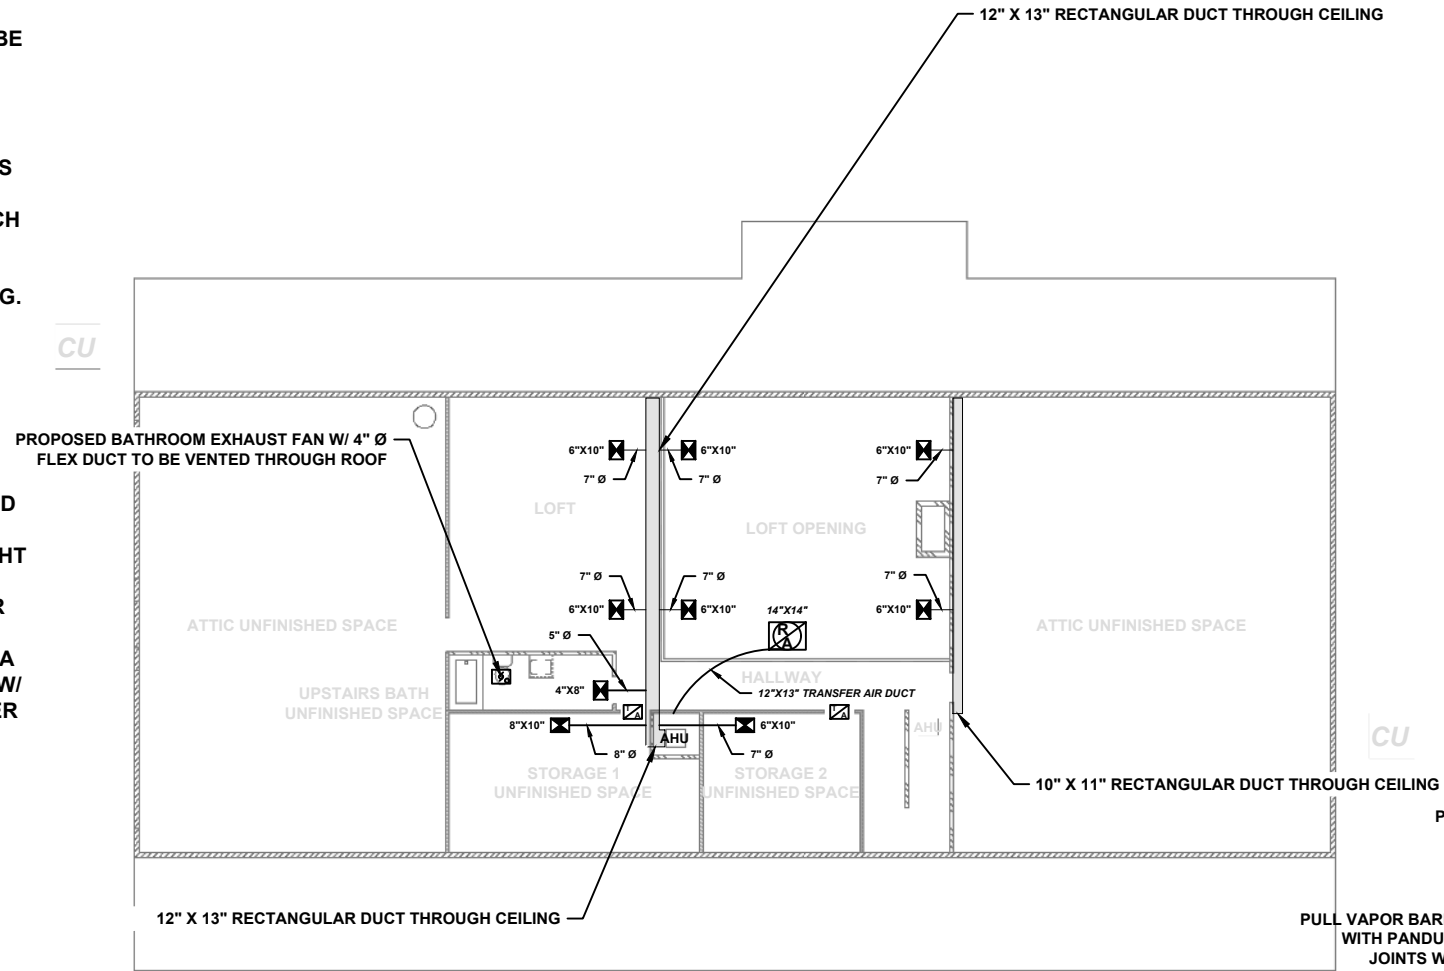 12" X 13" RECTANGULAR DUCT THROUGH CEILING
BE
S
CH
G.
CU
PROPOSED BATHROOM EXHAUST FAN W/ 4" Ø
FLEX DUCT TO BE VENTED THROUGH ROOF
D
HT
R
A
W/
ER
6"X10"
6"X10"
6"X10"
7" Ø
7" Ø
7" Ø
LOFT
LOFT OPENING
7" Ø
7" Ø
7" Ø
6"X10"
6"X10"
6"X10"
14"X14"
R
A
ATTIC UNFINISHED SPACE
ATTIC UNFINISHED SPACE
5" Ø
HALLWAY
12"X13" TRANSFER AIR DUCT
4"X8"
UPSTAIRS BATH
UNFINISHED SPACE
8"X10"
6"X10"
AHU
AHU
8" Ø
7" Ø
CU
STORAGE 1
UNFINISHED SPACE
STORAGE 2
UNFINISHED SPACE
10" X 11" RECTANGULAR DUCT THROUGH CEILING
P
12" X 13" RECTANGULAR DUCT THROUGH CEILING
PULL VAPOR BAR
WITH PANDU
JOINTS W